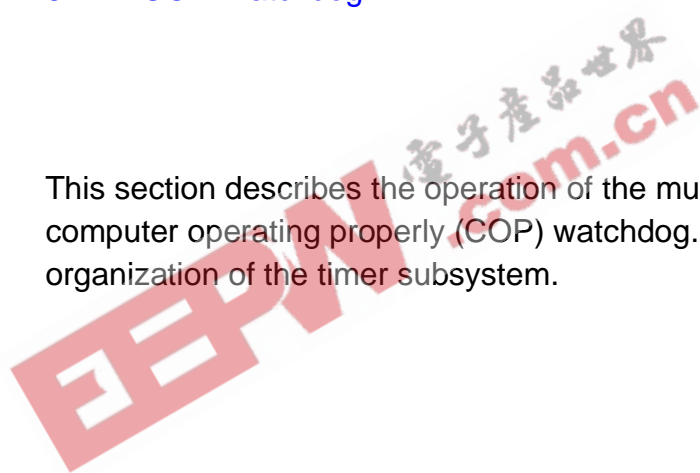 This section describes the operation of the mu
computer operating properly (COP) watchdog.
organization of the timer subsystem.
EEPW.com.cn
电子产品世界